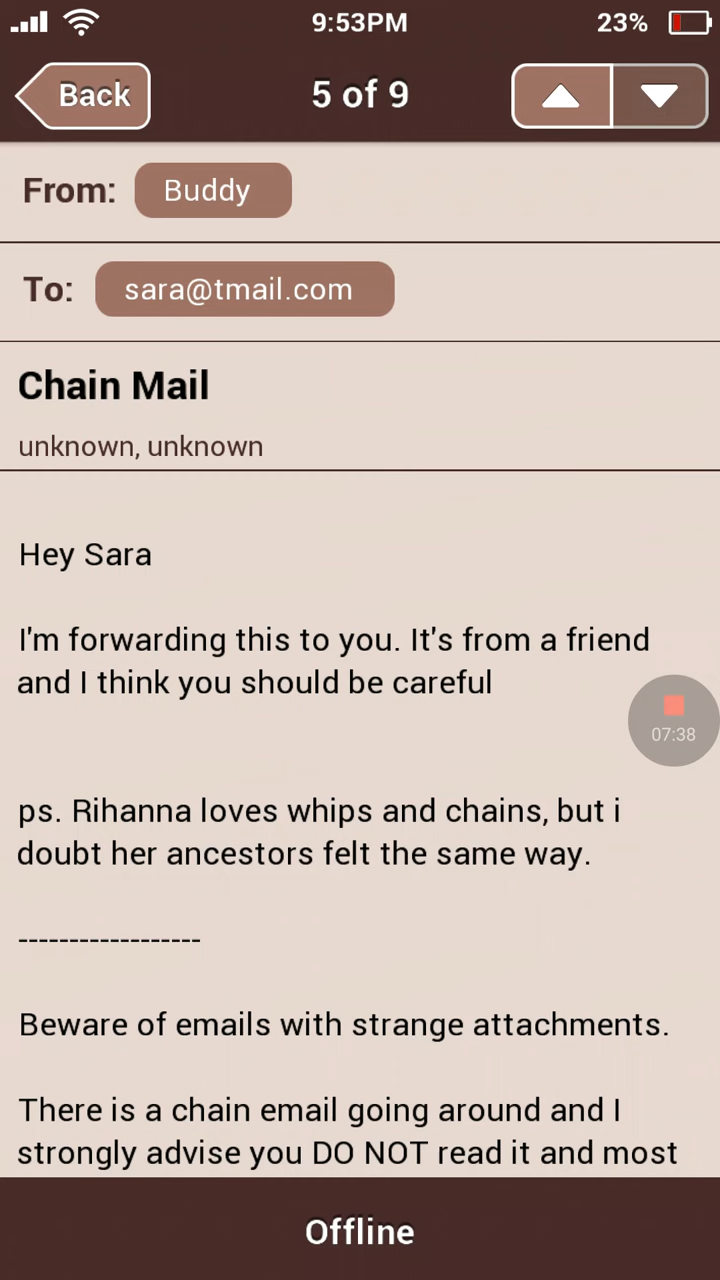 9:53PM
23%
Back
5 of 9
From: Buddy
To: sara@tmail.com
Chain Mail
unknown, unknown
Hey Sara
I'm forwarding this to you. It's from a friend
and I think you should be careful
07:38
ps. Rihanna loves whips and chains, but i
doubt her ancestors felt the same way.
------------------
Beware of emails with strange attachments.
There is a chain email going around and I
strongly advise you DO NOT read it and most
Offline